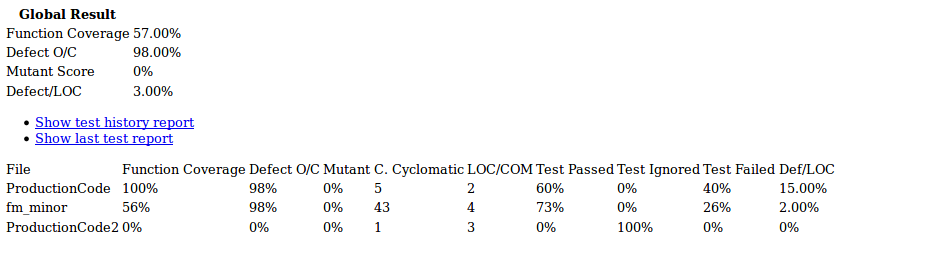 Global Result
Function Coverage 57.00%
Defect O/C 98.00%
Mutant Score 0%
Defect/LOC 3.00%
Show test history report
Show last test report
File Function Coverage Defect O/C Mutant C. Cyclomatic LOC/COM Test Passed Test Ignored Test Failed Def/LOC
ProductionCode 100% 98% 0% 5 2 60% 0% 40% 15.00%
fm_minor 56% 98% 0% 43 4 73% 0% 26% 2.00%
ProductionCode2 0% 0% 0% 1 3 0% 100% 0% 0%